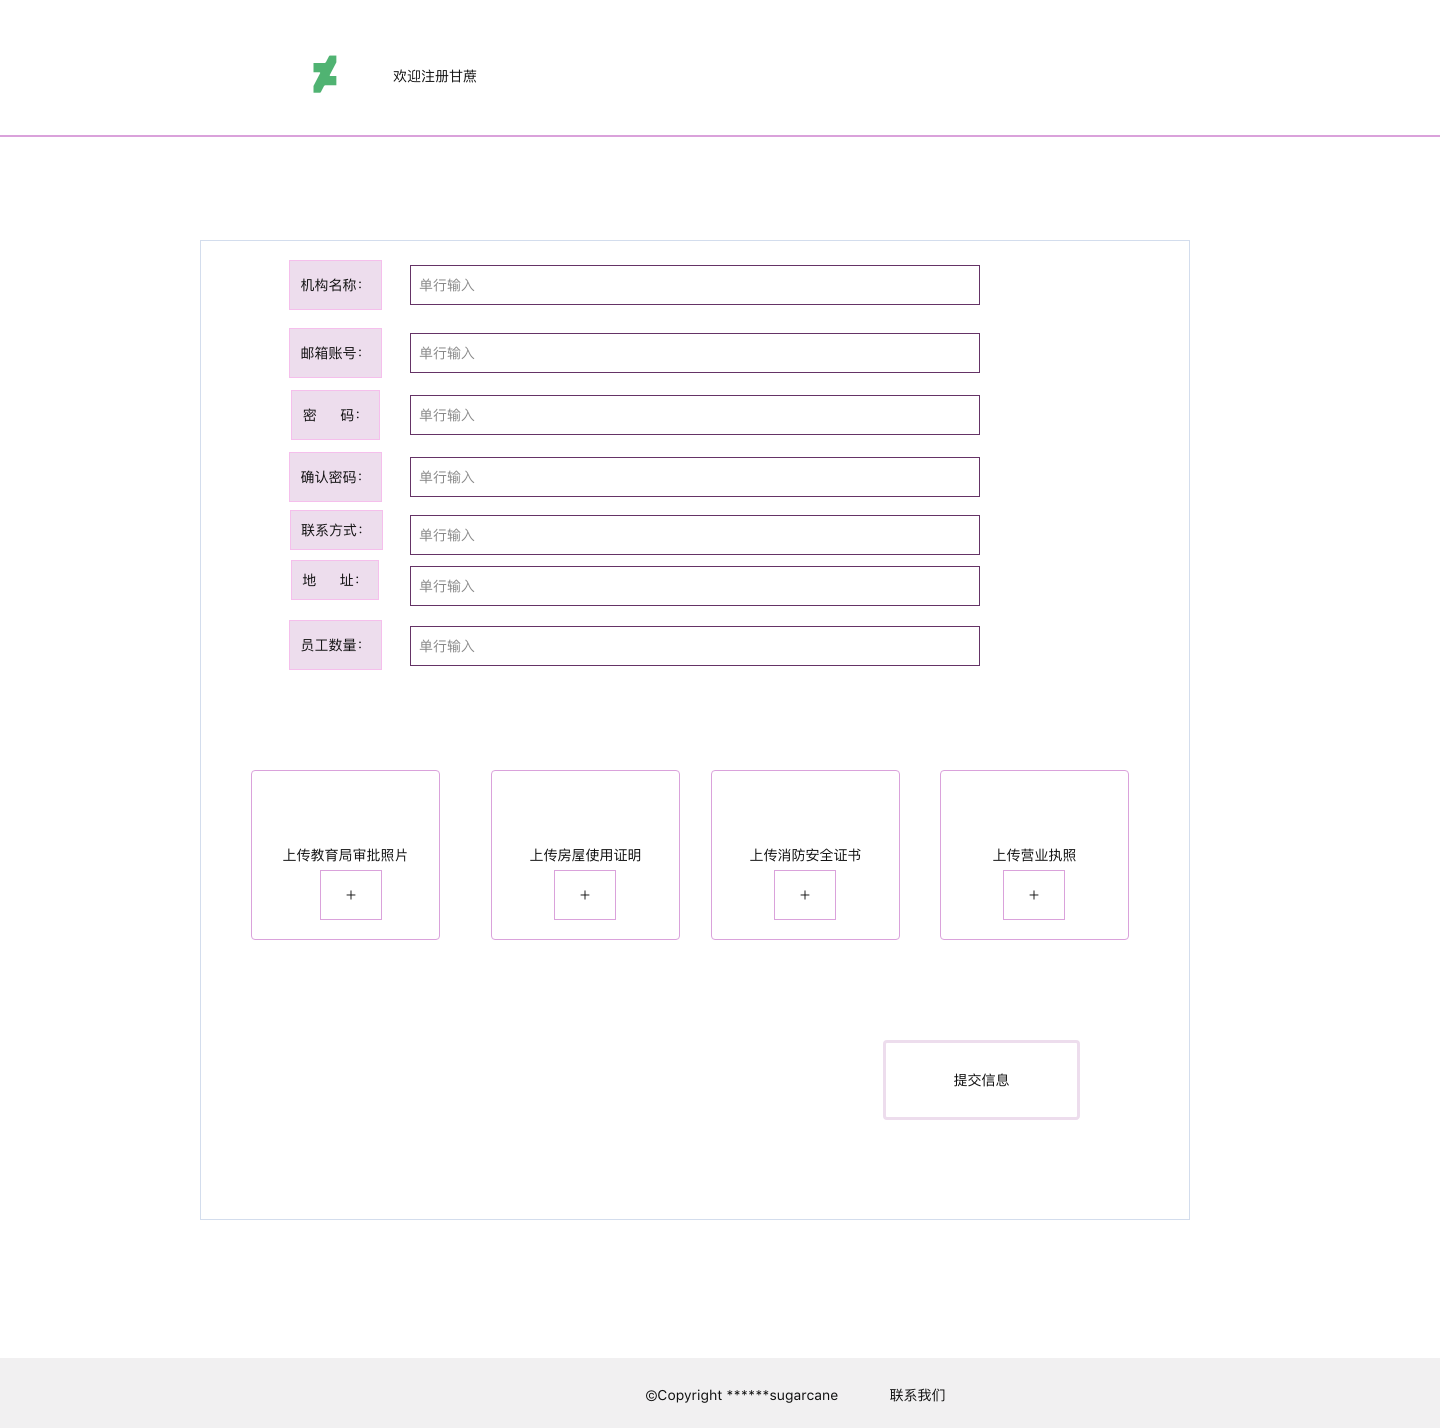 欢迎注册甘蔗
机构名称： 单行输入
邮箱账号： 单行输入
密 码： 单行输入
确认密码： 单行输入
联系方式： 单行输入
地 址： 单行输入
员工数量： 单行输入
上传教育局审批照片 上传房屋使用证明 上传消防安全证书 上传营业执照
+ + + +
提交信息
©Copyright ******sugarcane 联系我们